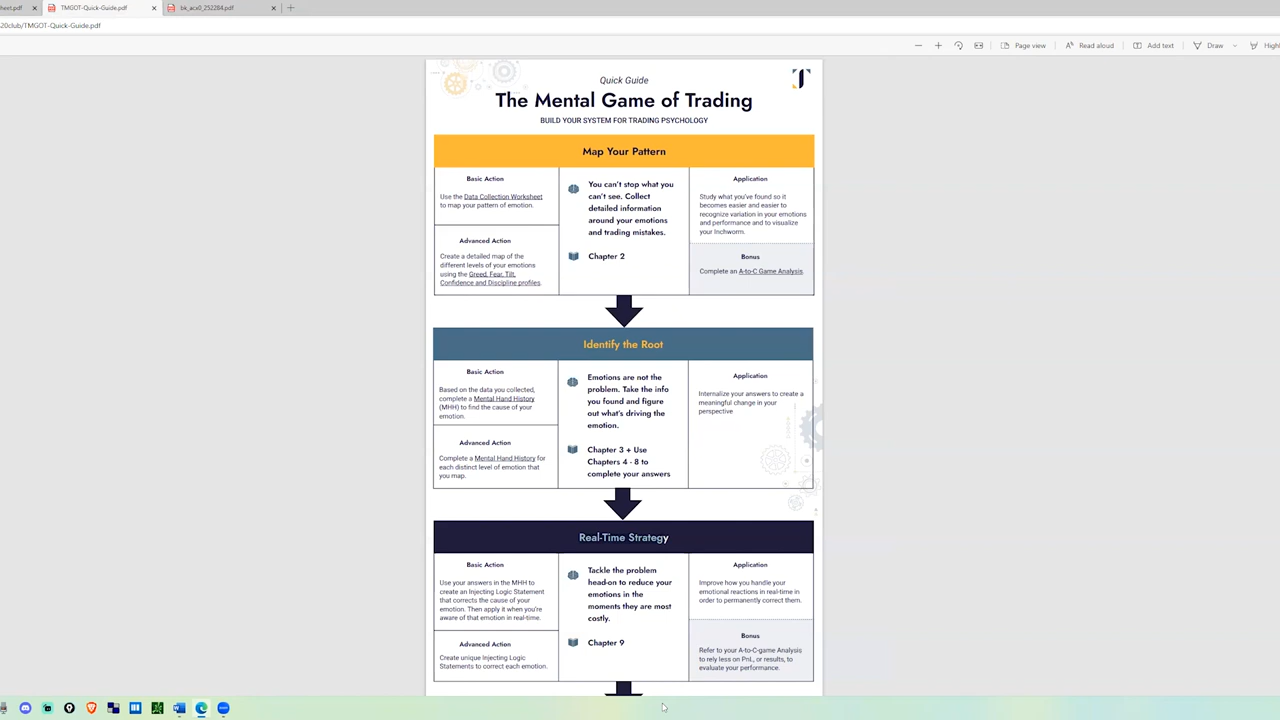 heet.pdf
TMGOT-Quick-Guide.pdf
bk_acx0_252284.pdf
20club/TMGOT-Quick-Guide.pdf
Page view
Read aloud
Add text
Draw
Highl
Quick Guide
The Mental Game of Trading
BUILD YOUR SYSTEM FOR TRADING PSYCHOLOGY
Map Your Pattern
Basic Action
Use the Data Collection Worksheet
to map your pattern of emotion.
Advanced Action
Create a detailed map of the
different levels of your emotions
using the Greed, Fear, Tilt,
Confidence and Discipline profiles.
You can't stop what you
can't see. Collect
detailed information
around your emotions
and trading mistakes.
Chapter 2
Application
Study what you've found so it
becomes easier and easier to
recognize variation in your emotions
and performance and to visualize
your Inchworm.
Bonus
Complete an A-to-C Game Analysis.
Identify the Root
Basic Action
Based on the data you collected,
complete a Mental Hand History
(MHH) to find the cause of your
emotion.
Advanced Action
Complete a Mental Hand History for
each distinct level of emotion that
you map.
Emotions are not the
problem. Take the info
you found and figure
out what's driving the
emotion.
Chapter 3 + Use
Chapters 4 - 8 to
complete your answers
Application
Internalize your answers to create a
meaningful change in your
perspective
Real-Time Strategy
Basic Action
Use your answers in the MHH to
create an Injecting Logic Statement
that corrects the cause of your
emotion. Then apply it when you're
aware of that emotion in real-time.
Advanced Action
Create unique Injecting Logic
Statements to correct each emotion.
Tackle the problem
head-on to reduce your
emotions in the
moments they are most
costly.
Chapter 9
Application
Improve how you handle your
emotional reactions in real-time in
order to permanently correct them.
Bonus
Refer to your A-to-C-game Analysis
to rely less on PnL, or results, to
evaluate your performance.